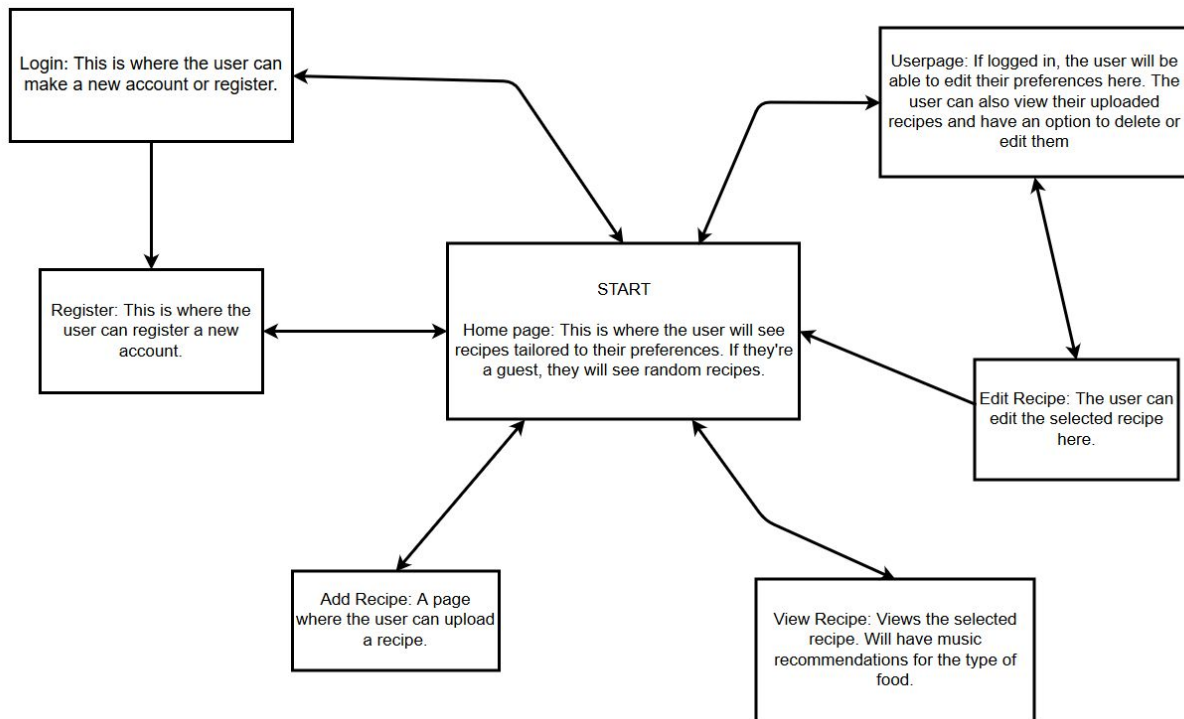 Login: This is where the user can
make a new account or register.
Userpage: If logged in, the user will be
able to edit their preferences here. The
user can also view their uploaded
recipes and have an option to delete or
edit them
Register: This is where the
user can register a new
account.
START
Home page: This is where the user will see
recipes tailored to their preferences. If they're
a guest, they will see random recipes.
Edit Recipe: The user can
edit the selected recipe
here.
Add Recipe: A page
where the user can upload
a recipe.
View Recipe: Views the selected
recipe. Will have music
recommendations for the type of
food.